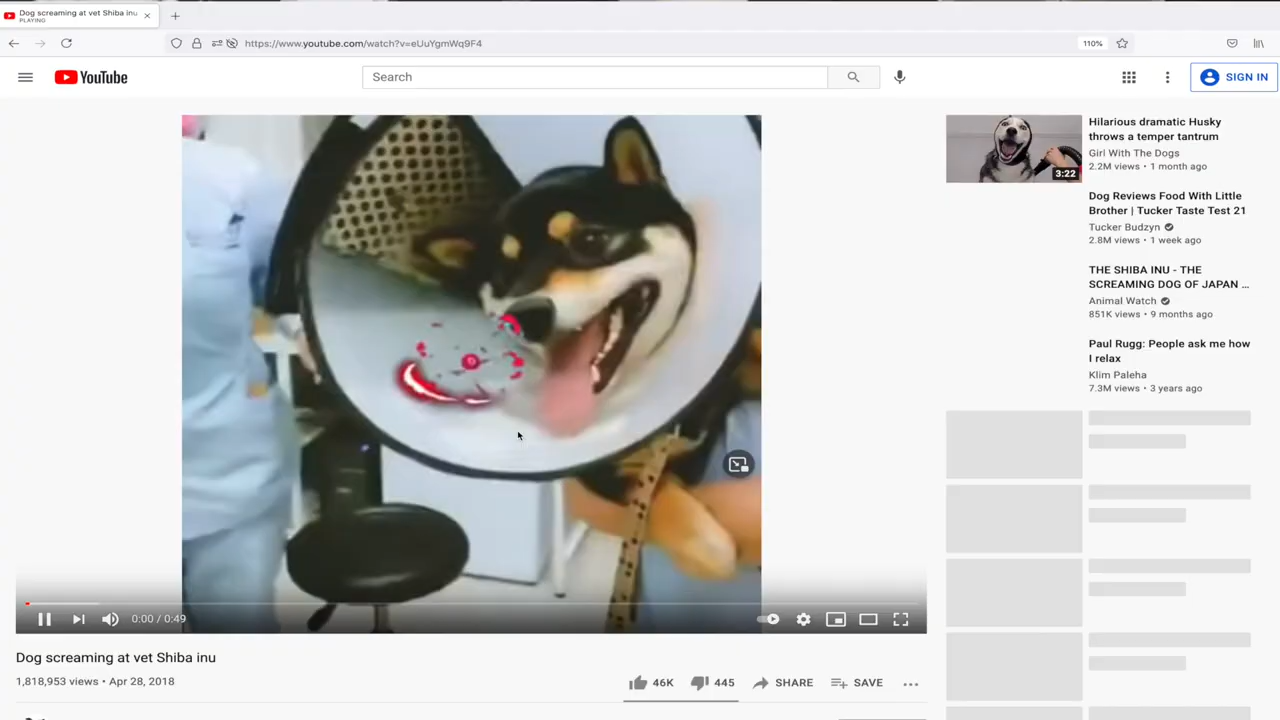 Dog screaming at vet Shiba inu
PLAYING
https://www.youtube.com/watch?v=eUuYgmWq9F4
110%
YouTube
Search
SIGN IN
Hilarious dramatic Husky
throws a temper tantrum
Girl With The Dogs
2.2M views • 1 month ago
3:22
Dog Reviews Food With Little
Brother | Tucker Taste Test 21
Tucker Budzyn
2.8M views • 1 week ago
THE SHIBA INU - THE
SCREAMING DOG OF JAPAN ...
Animal Watch
851K views • 9 months ago
Paul Rugg: People ask me how
I relax
Klim Paleha
7.3M views • 3 years ago
0:00 / 0:49
Dog screaming at vet Shiba inu
1,818,953 views • Apr 28, 2018
46K
445
SHARE
SAVE